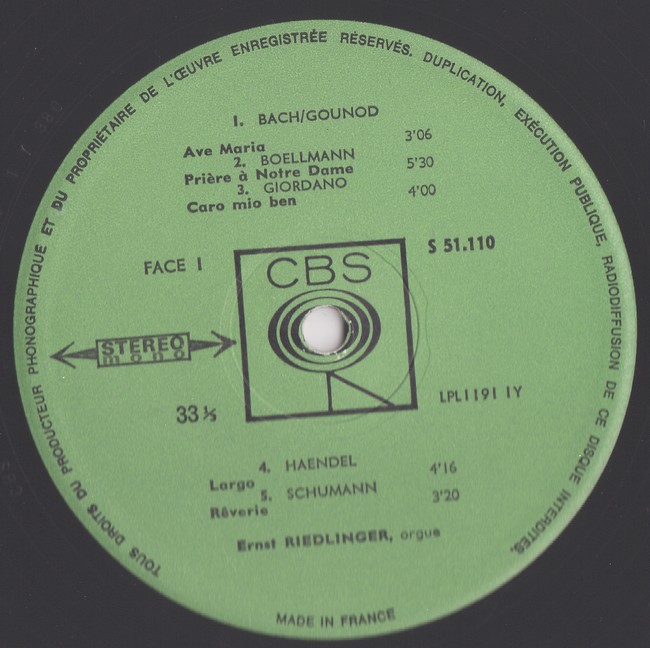 TOUS DROITS DU PRODUCTEUR PHONOGRAPHIQUE ET DU PROPRIÉTAIRE DE L'ŒUVRE ENREGISTRÉE RÉSERVÉS. DUPLICATION, EXÉCUTION PUBLIQUE, RADIODIFFUSION DE CE DISQUE INTERDITES.
1. BACH/GOUNOD
Ave Maria 3'06
2. BOELLMANN
Prière à Notre Dame 5'30
3. GIORDANO
Caro mio ben 4'00
FACE 1
CBS
S 51.110
STEREO
mono
33 ⅓
LPL1191 1Y
4. HAENDEL
Largo 4'16
5. SCHUMANN
Rêverie 3'20
Ernst RIEDLINGER, orgue
MADE IN FRANCE